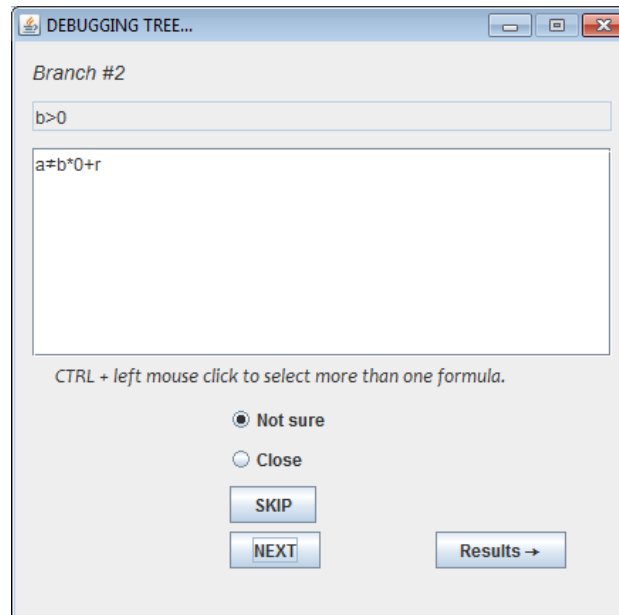 DEBUGGING TREE...
Branch #2
b>0
a≠b*0+r
CTRL + left mouse click to select more than one formula.
Not sure
Close
SKIP
NEXT
Results →